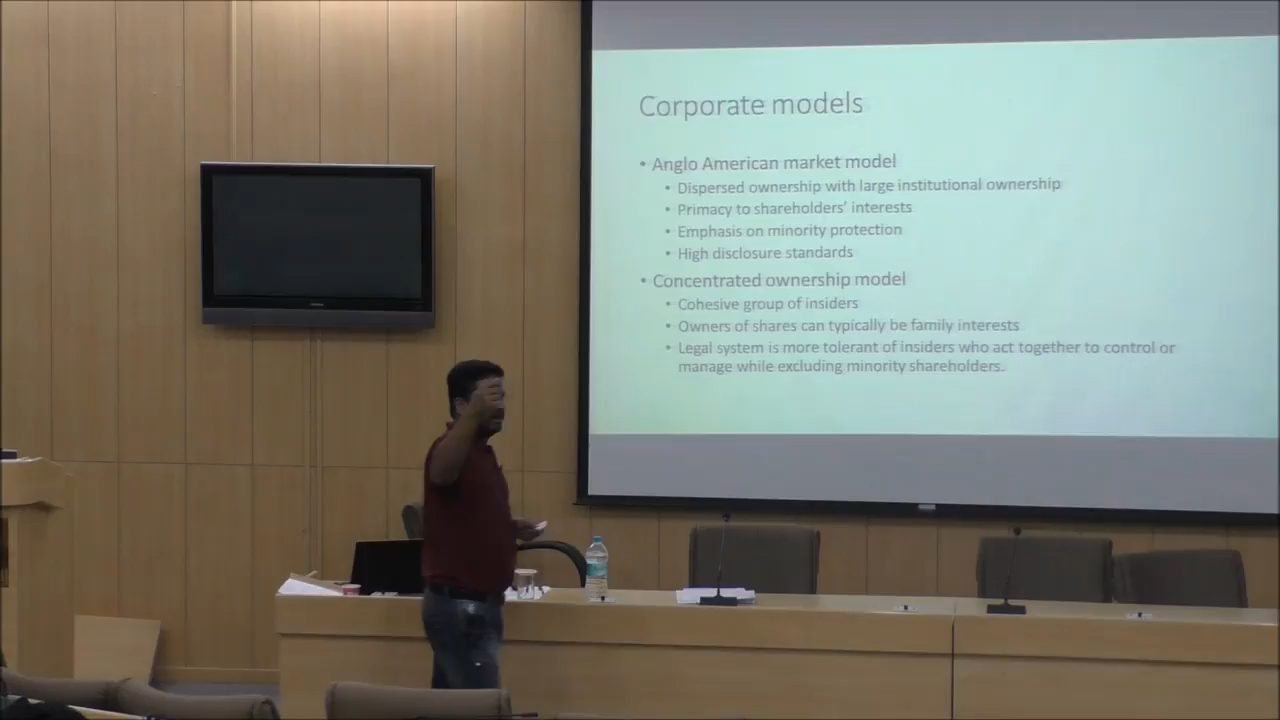 Corporate models
• Anglo American market model
• Dispersed ownership with large institutional ownership
• Primacy to shareholders' interests
• Emphasis on minority protection
• High disclosure standards
• Concentrated ownership model
• Cohesive group of insiders
• Owners of shares can typically be family interests
• Legal system is more tolerant of insiders who act together to control or
manage while excluding minority shareholders.